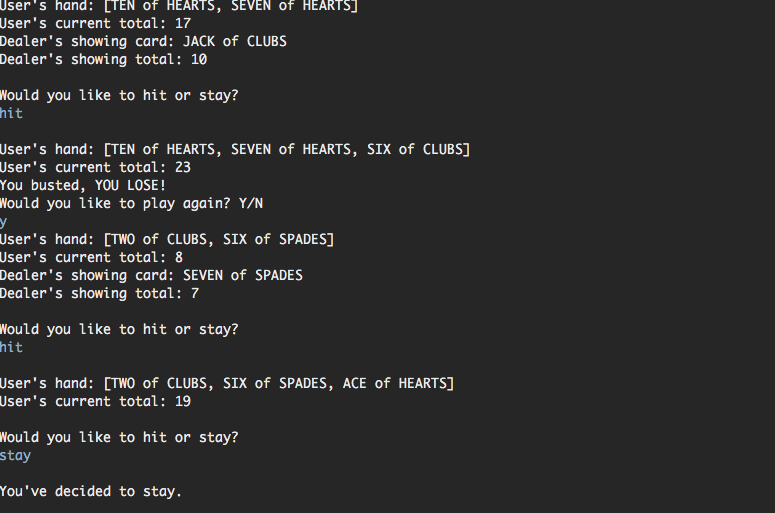 User's hand: [TEN of HEARTS, SEVEN of HEARTS]
User's current total: 17
Dealer's showing card: JACK of CLUBS
Dealer's showing total: 10
Would you like to hit or stay?
hit
User's hand: [TEN of HEARTS, SEVEN of HEARTS, SIX of CLUBS]
User's current total: 23
You busted, YOU LOSE!
Would you like to play again? Y/N
y
User's hand: [TWO of CLUBS, SIX of SPADES]
User's current total: 8
Dealer's showing card: SEVEN of SPADES
Dealer's showing total: 7
Would you like to hit or stay?
hit
User's hand: [TWO of CLUBS, SIX of SPADES, ACE of HEARTS]
User's current total: 19
Would you like to hit or stay?
stay
You've decided to stay.